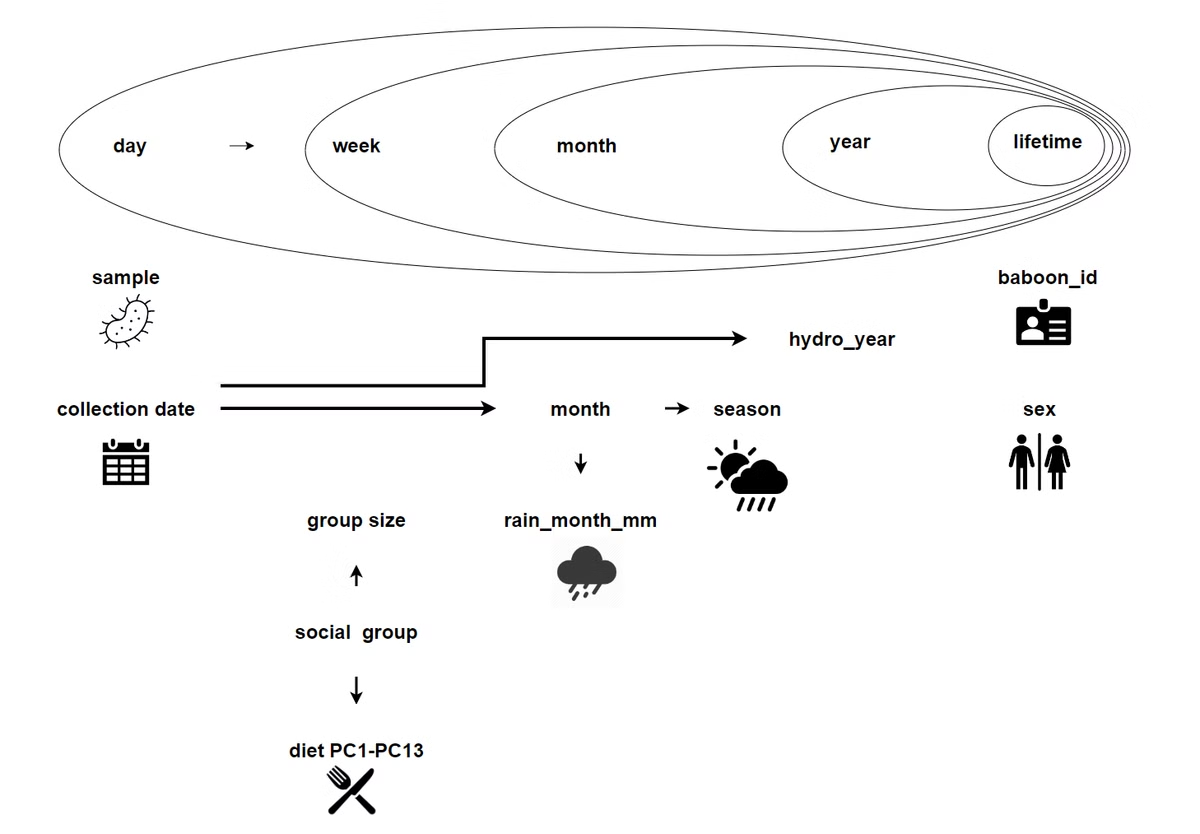 day
week
month
year
lifetime
sample
baboon_id
hydro_year
collection date
month
season
sex
group size
rain_month_mm
social group
diet PC1-PC13